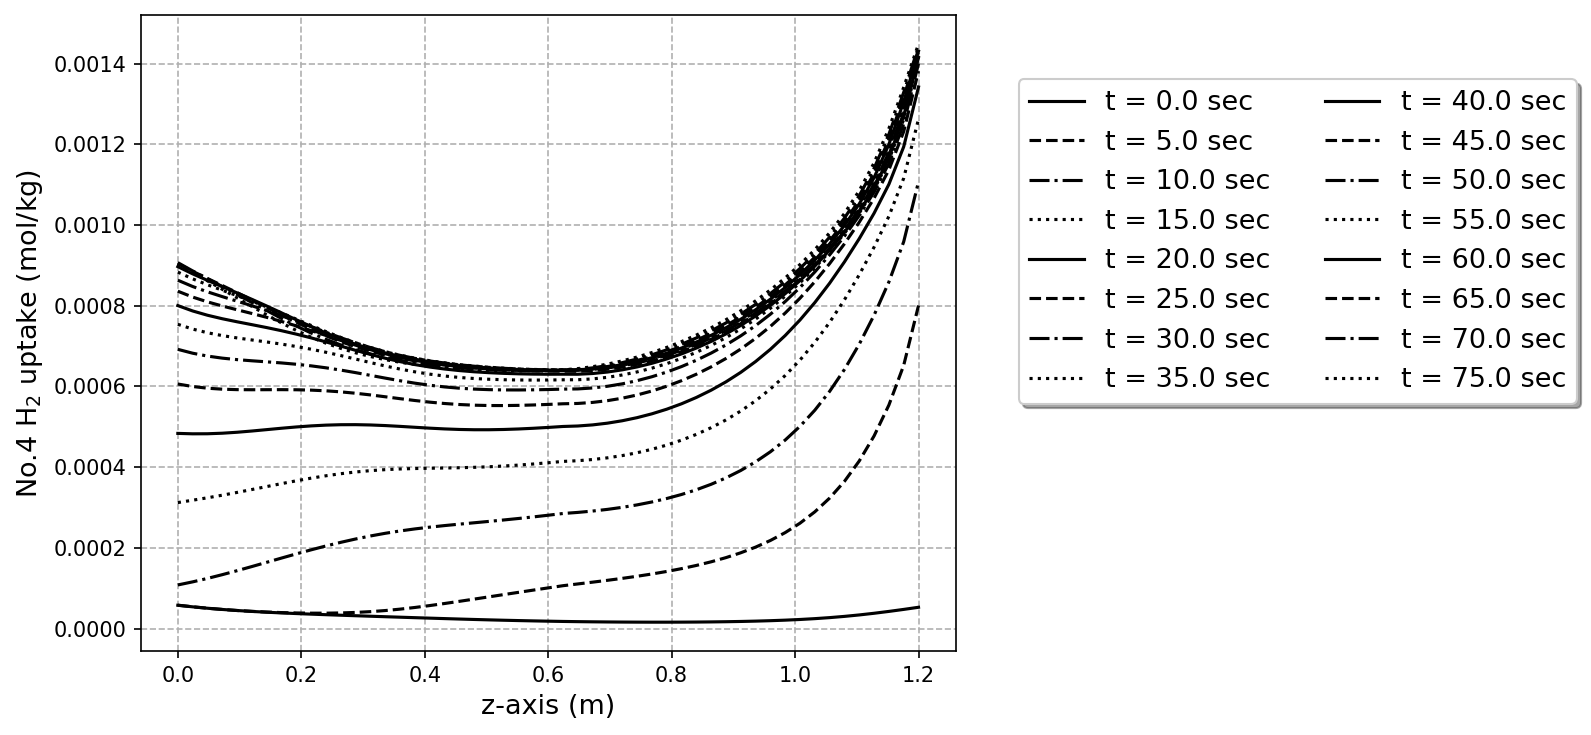 No.4 H₂ uptake (mol/kg)
0.0014
0.0012
0.0010
0.0008
0.0006
0.0004
0.0002
0.0000
0.0 0.2 0.4 0.6 0.8 1.0 1.2
z-axis (m)
t = 0.0 sec
t = 5.0 sec
t = 10.0 sec
t = 15.0 sec
t = 20.0 sec
t = 25.0 sec
t = 30.0 sec
t = 35.0 sec
t = 40.0 sec
t = 45.0 sec
t = 50.0 sec
t = 55.0 sec
t = 60.0 sec
t = 65.0 sec
t = 70.0 sec
t = 75.0 sec